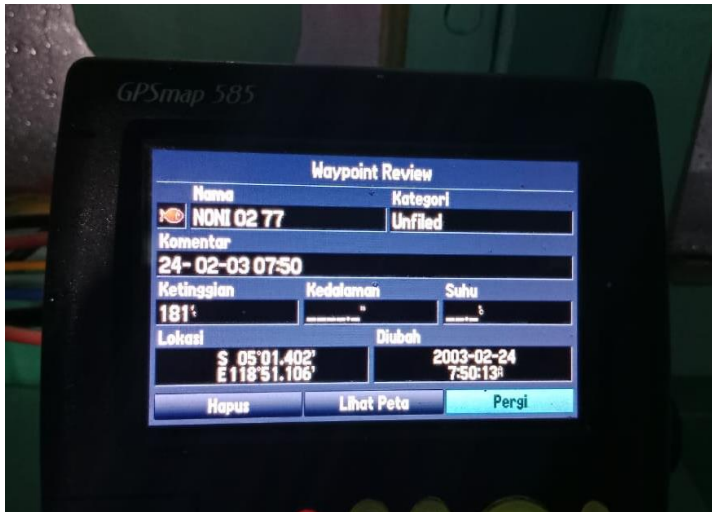 GPSmap 585
Waypoint Review
Nama Kategori
NONI 02 77 Unfiled
Komentar
24- 02-03 07:50
Ketinggian Kedalaman Suhu
181
Lokasi Diubah
S 05°01.402' 2003-02-24
E118°51.106' 7:50:13
Hapus Lihat Peta Pergi